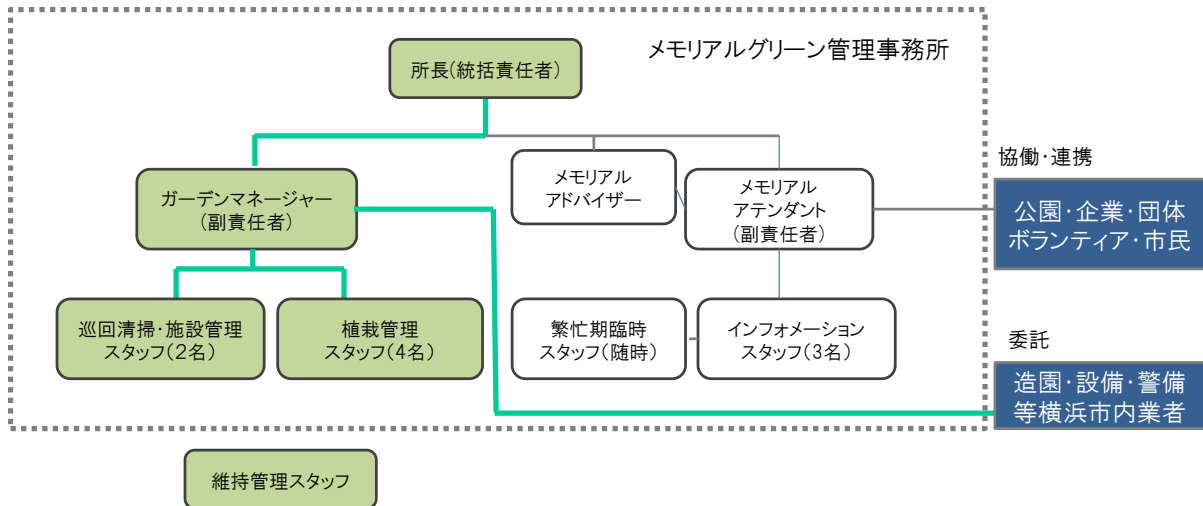 メモリアルグリーン管理事務所
所長(統括責任者)
ガーデンマネージャー
(副責任者)
メモリアル
アドバイザー
メモリアル
アテンダント
(副責任者)
協働・連携
公園・企業・団体
ボランティア・市民
巡回清掃・施設管理
スタッフ(2名)
植栽管理
スタッフ(4名)
繁忙期臨時
スタッフ(随時)
インフォメーション
スタッフ(3名)
委託
造園・設備・警備
等横浜市内業者
維持管理スタッフ